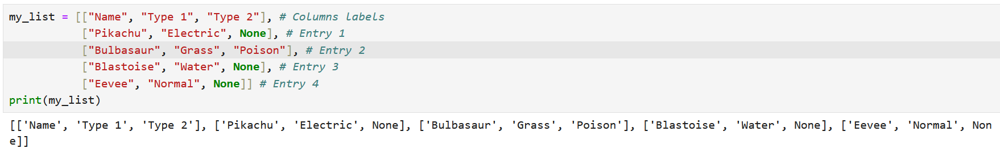 my_list = [["Name", "Type 1", "Type 2"], # Columns labels
           ["Pikachu", "Electric", None], # Entry 1
           ["Bulbasaur", "Grass", "Poison"], # Entry 2
           ["Blastoise", "Water", None], # Entry 3
           ["Eevee", "Normal", None]] # Entry 4
print(my_list)
[['Name', 'Type 1', 'Type 2'], ['Pikachu', 'Electric', None], ['Bulbasaur', 'Grass', 'Poison'], ['Blastoise', 'Water', None], ['Eevee', 'Normal', Non
e]]